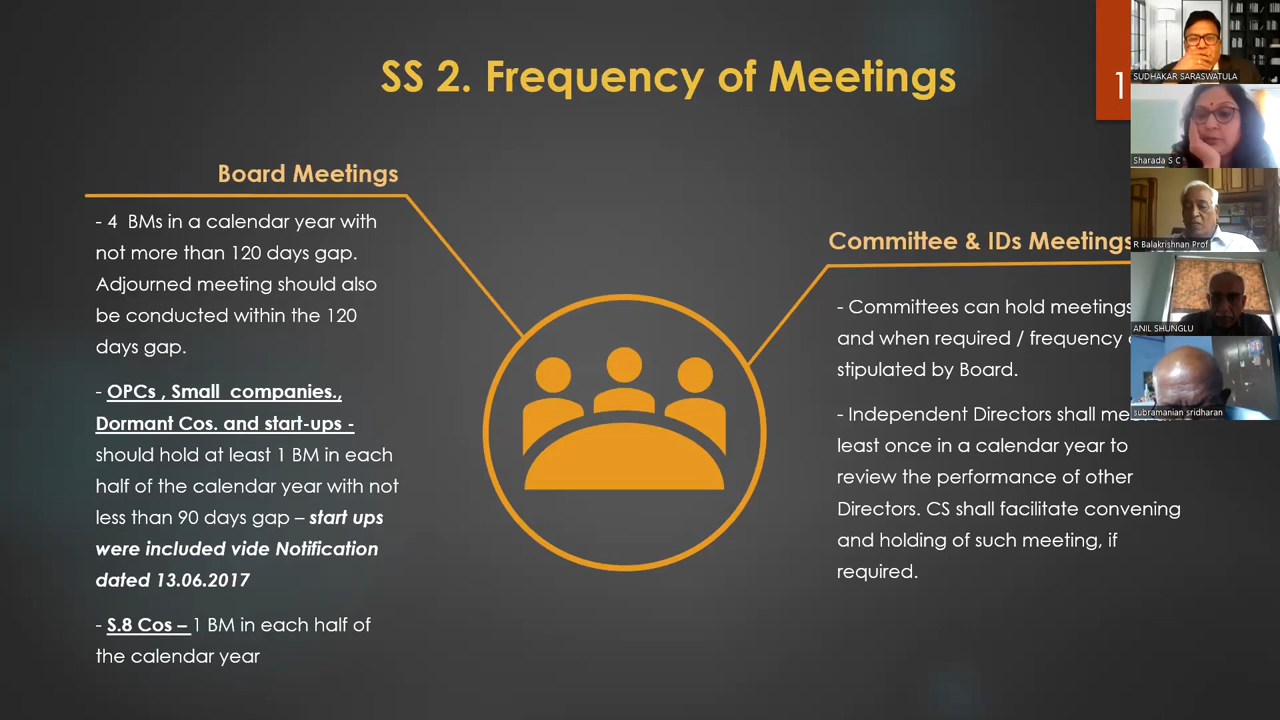 SS 2. Frequency of Meetings
1
Board Meetings
- 4 BMs in a calendar year with
not more than 120 days gap.
Adjourned meeting should also
be conducted within the 120
days gap.
- OPCs , Small companies.,
Dormant Cos. and start-ups -
should hold at least 1 BM in each
half of the calendar year with not
less than 90 days gap – start ups
were included vide Notification
dated 13.06.2017
- S.8 Cos – 1 BM in each half of
the calendar year
Committee & IDs Meetings
- Committees can hold meetings
and when required / frequency
stipulated by Board.
- Independent Directors shall
least once in a calendar year to
review the performance of other
Directors. CS shall facilitate convening
and holding of such meeting, if
required.
SUDHAKAR SARASWATULA
Sharada S C
R Balakrishnan Prof
ANIL SHUNGLU
subramanian sridharan